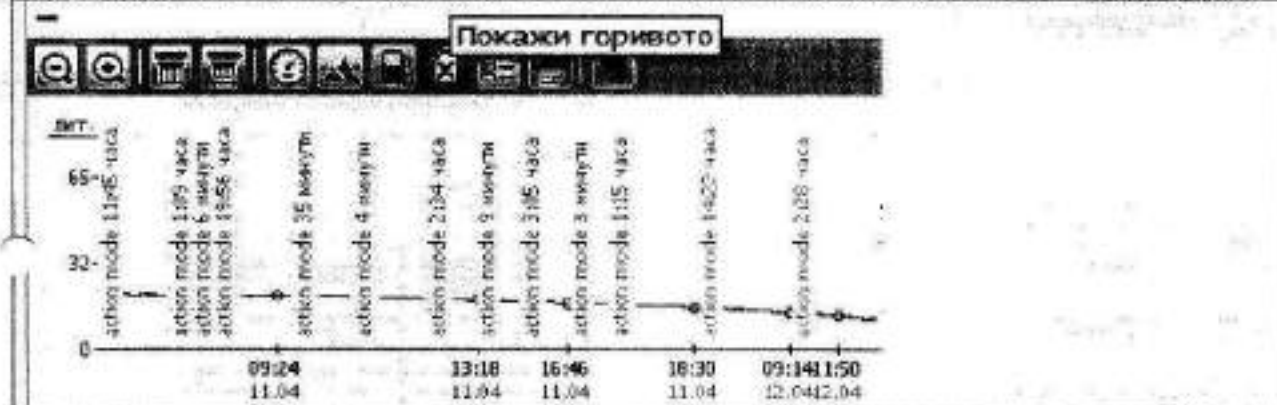 Покажи горивото
лит.
65
32
0
action mode 11:45 часа
action mode 1:09 часа
action mode 6 минути
action mode 19:56 часа
action mode 35 минути
action mode 4 минути
action mode 2:34 часа
action mode 9 минути
action mode 3:05 часа
action mode 3 минути
action mode 1:15 часа
action mode 14:22 часа
action mode 2:28 часа
09:24 13:18 16:46 18:30 09:14 11:50
11.04 11.04 11.04 11.04 12.04 12.04